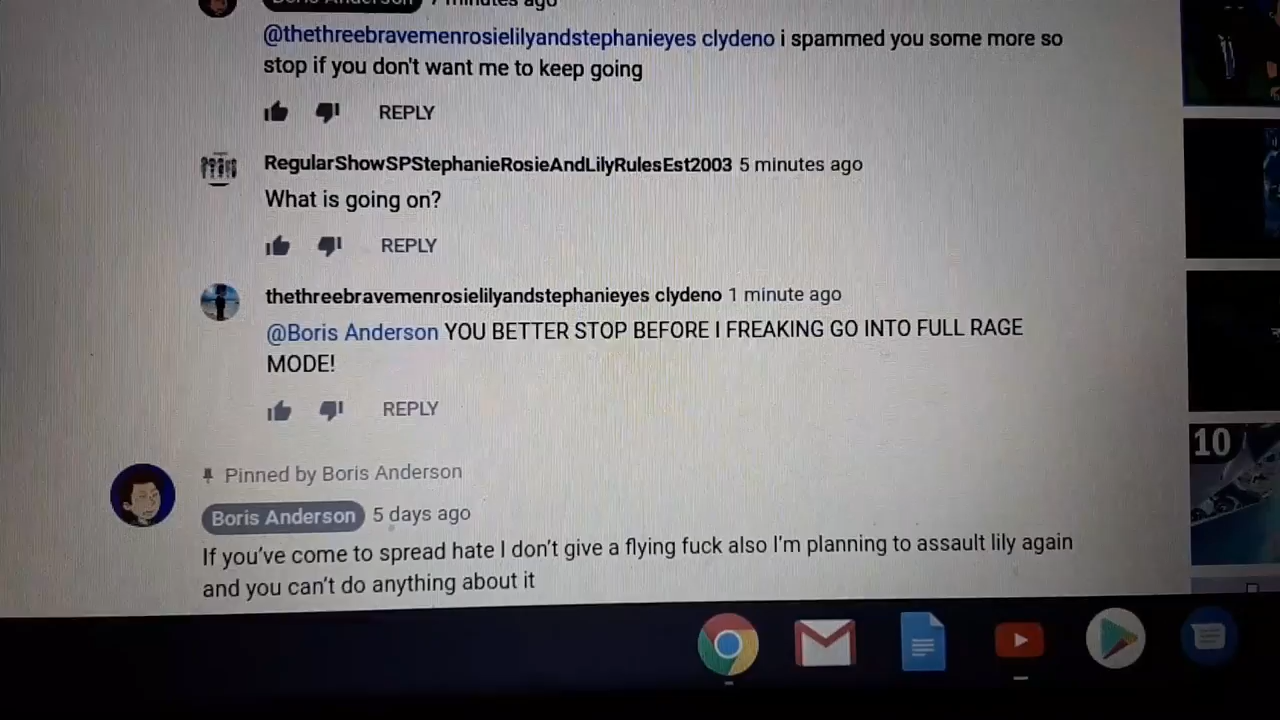 Boris Anderson 7 minutes ago
@thethreebravemenrosielilyandstephanieyes clydeno i spammed you some more so
stop if you don't want me to keep going
REPLY
RegularShowSPStephanieRosieAndLilyRulesEst2003 5 minutes ago
What is going on?
REPLY
thethreebravemenrosielilyandstephanieyes clydeno 1 minute ago
@Boris Anderson YOU BETTER STOP BEFORE I FREAKING GO INTO FULL RAGE
MODE!
REPLY
10
Pinned by Boris Anderson
Boris Anderson 5 days ago
If you've come to spread hate I don't give a flying fuck also I'm planning to assault lily again
and you can't do anything about it